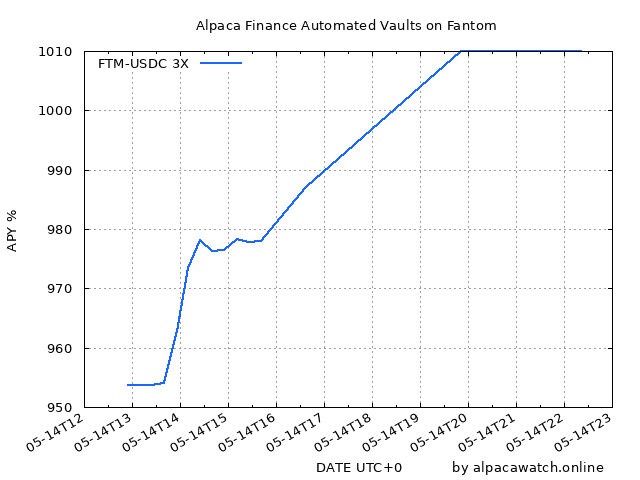 Alpaca Finance Automated Vaults on Fantom
FTM-USDC 3X
APY %
1010
1000
990
980
970
960
950
05-14T12
05-14T13
05-14T14
05-14T15
05-14T16
05-14T17
05-14T18
05-14T19
05-14T20
05-14T21
05-14T22
05-14T23
DATE UTC+0
by alpacawatch.online